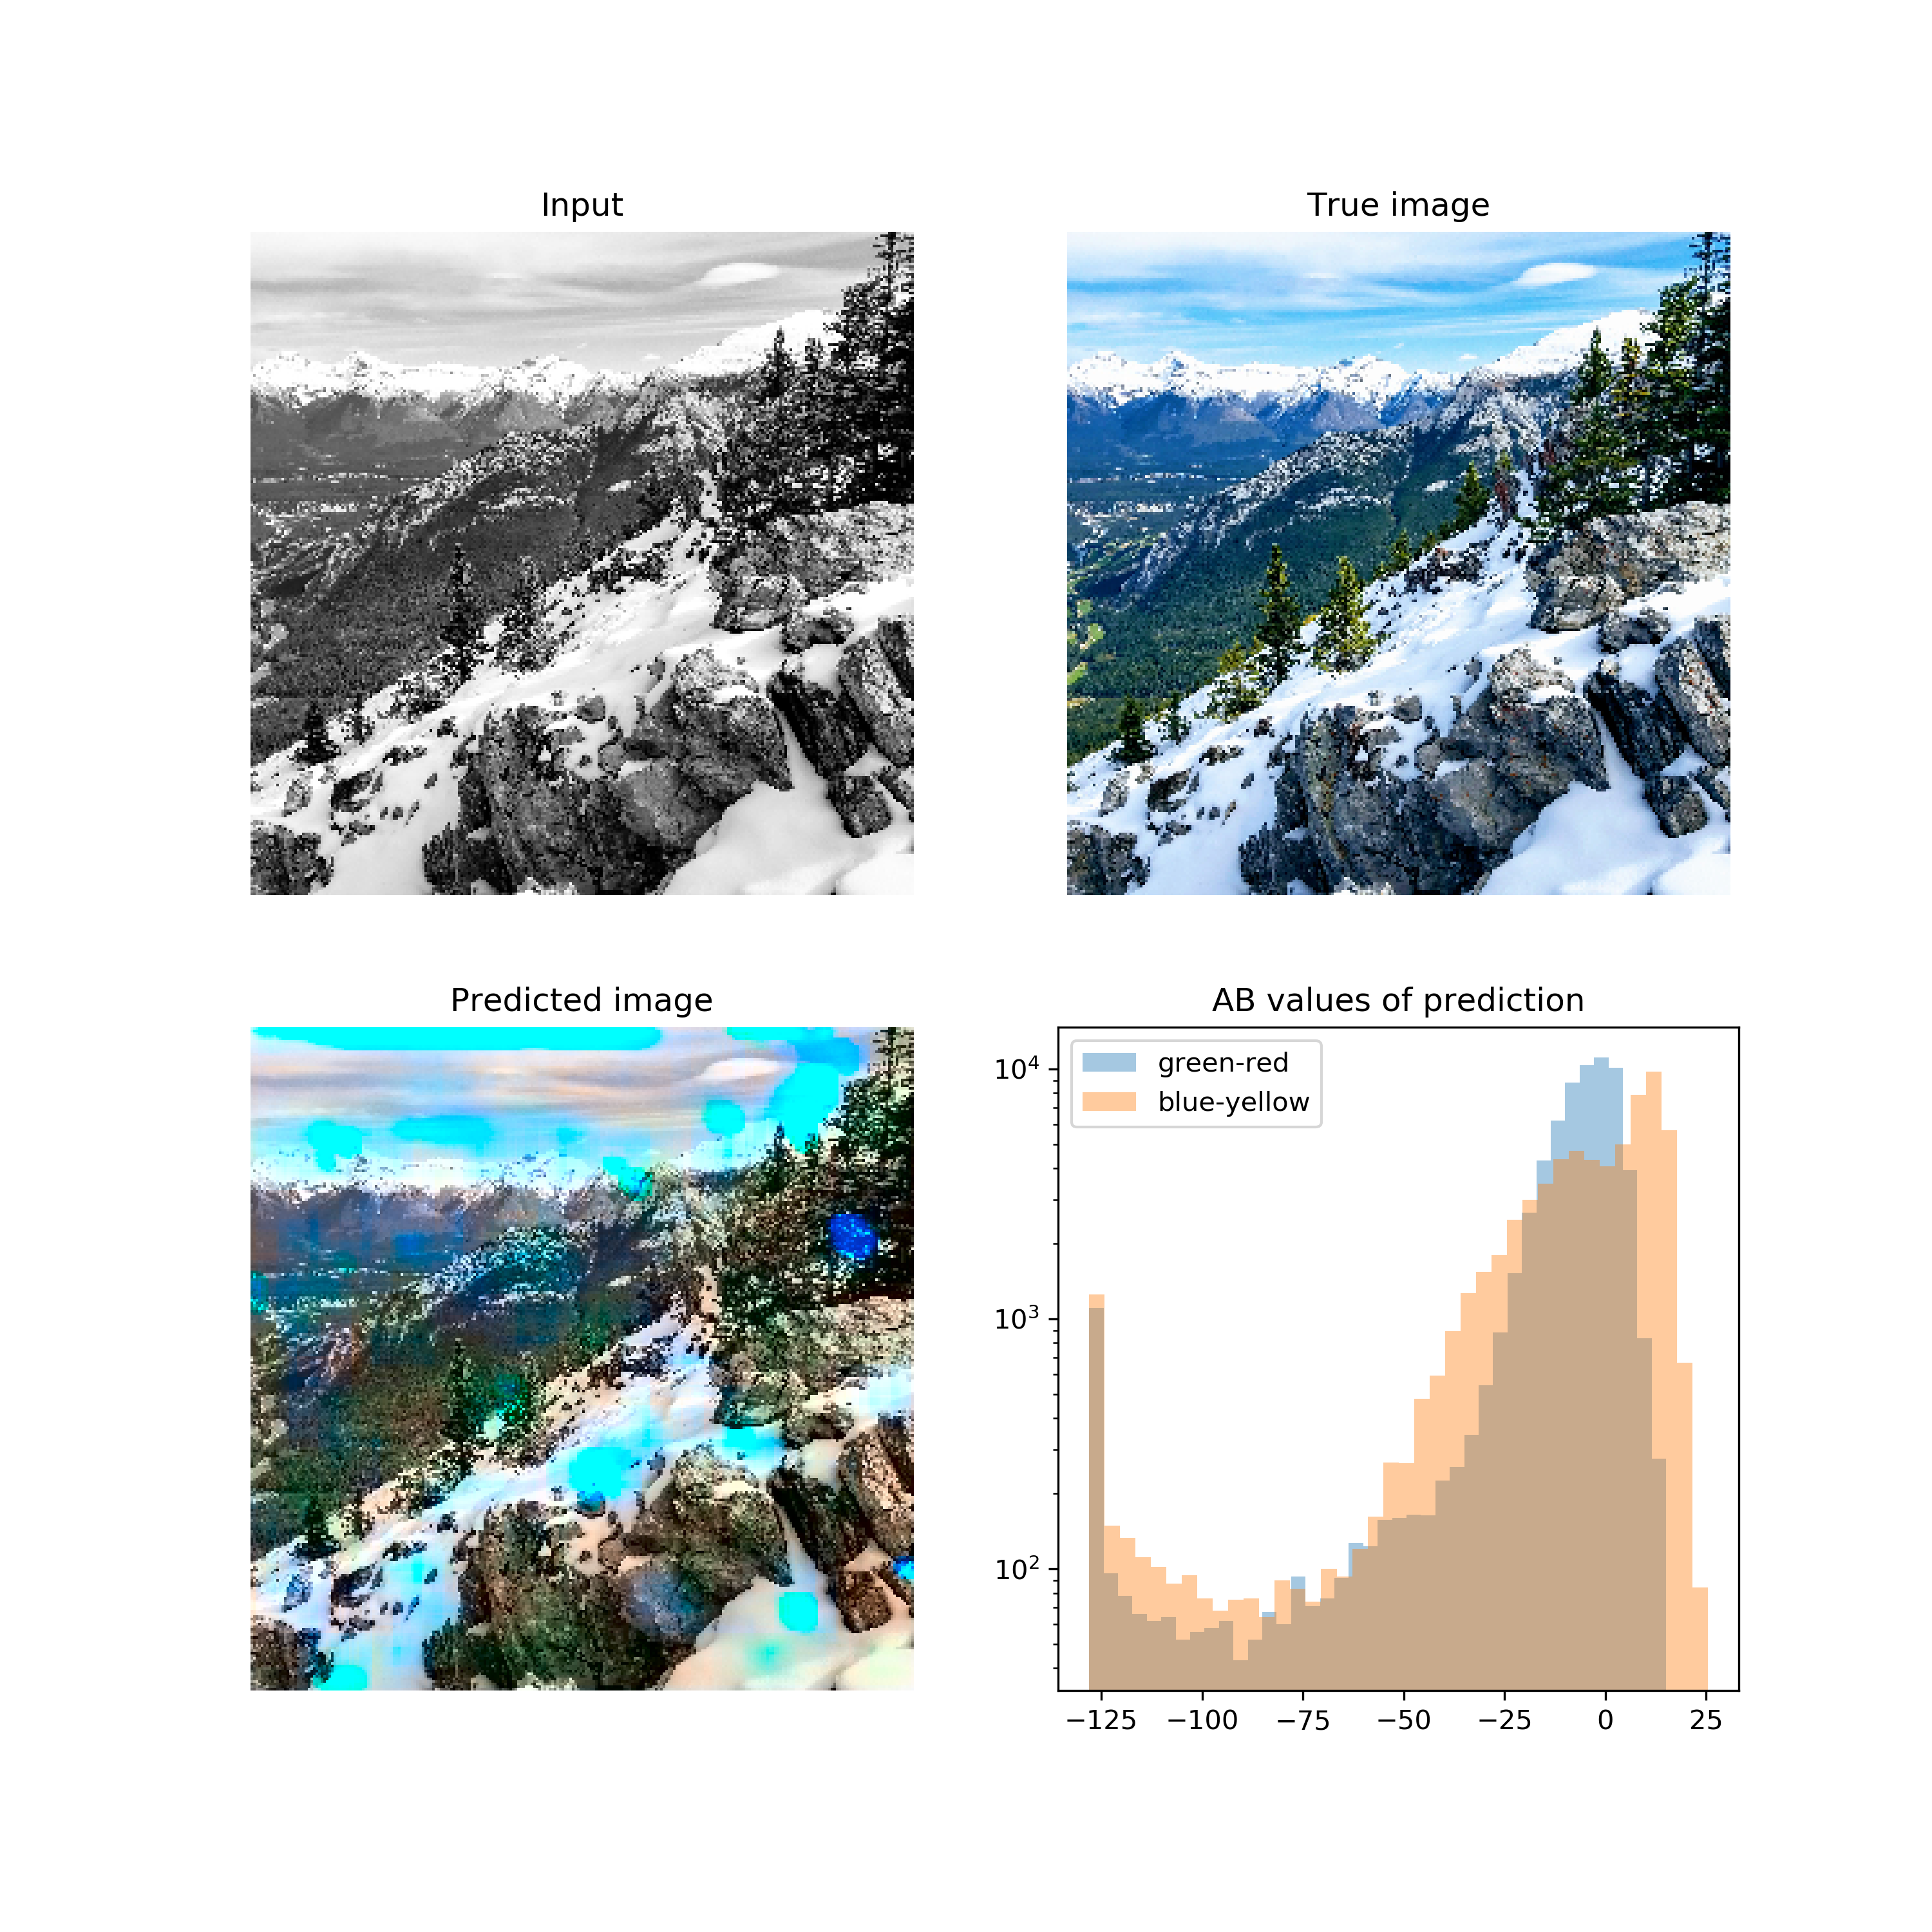 Input
True image
Predicted image
AB values of prediction
green-red
blue-yellow
10⁴
10³
10²
−125 −100 −75 −50 −25 0 25